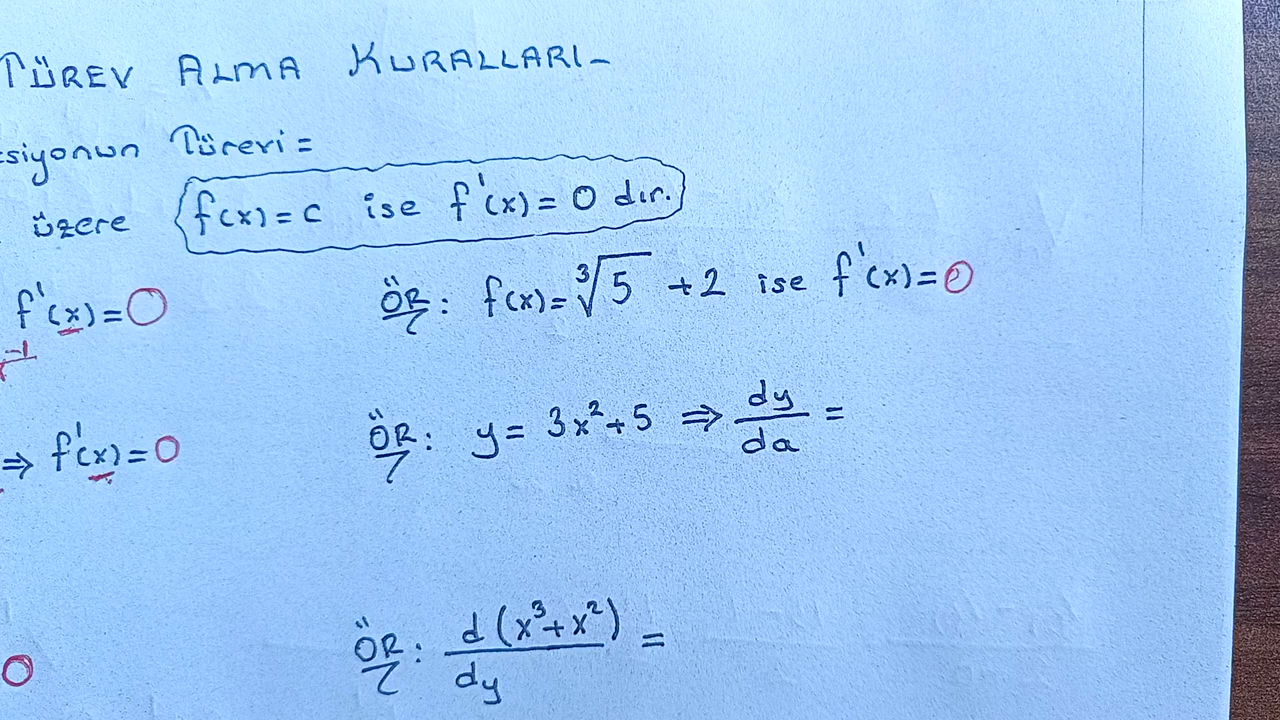 TÜREV ALMA KURALLARI-
Türevi =
üzere f(x) = c ise f'(x) = 0 dır.
f'(x) = 0
ÖR: f(x) = ∛5 + 2 ise f'(x) = 0
-1
⇒ f'(x) = 0
ÖR: y = 3x² + 5 ⇒ dy/da =
0
ÖR: d(x³ + x²)/dy =